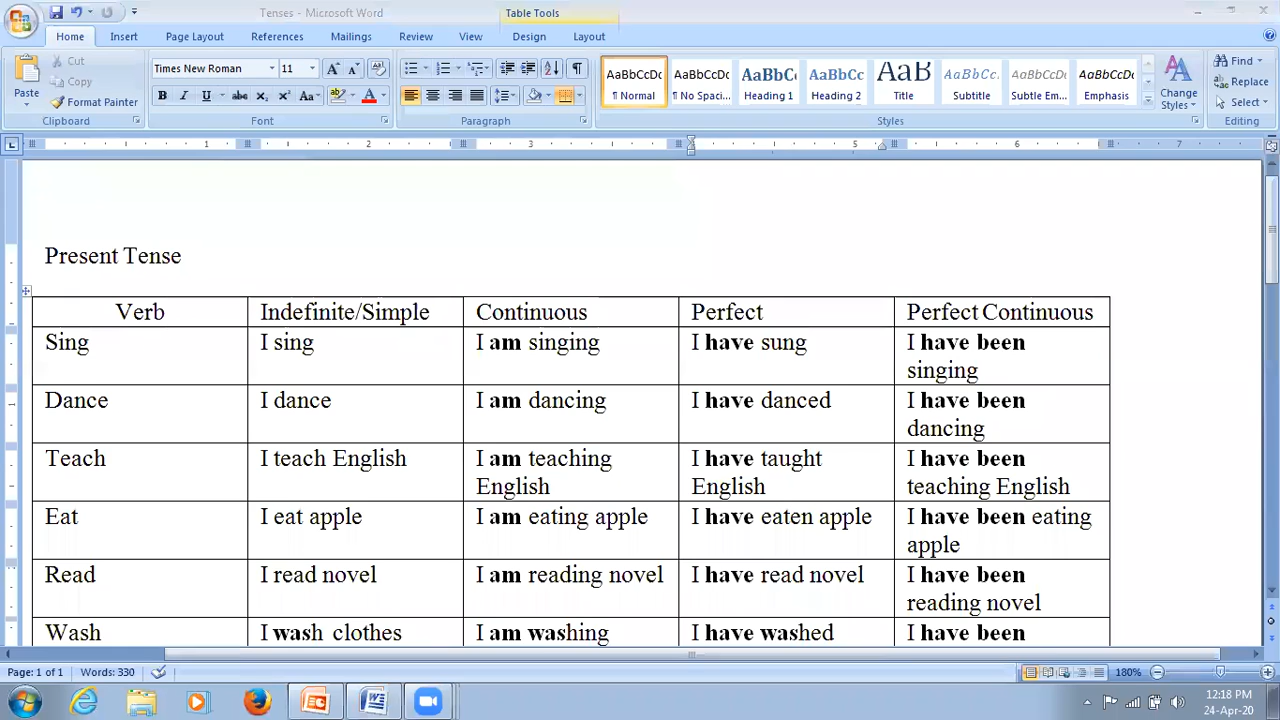 Tenses - Microsoft Word
Table Tools
Home Insert Page Layout References Mailings Review View Design Layout
Paste
Cut
Copy
Format Painter
Clipboard
Times New Roman 11
Font
Paragraph
AaBbCcDc AaBbCcDc AaBbC AaBbCc AaB AaBbCc. AaBbCcDc AaBbCcDc
¶ Normal ¶ No Spaci... Heading 1 Heading 2 Title Subtitle Subtle Em... Emphasis
Change Styles
Styles
Find
Replace
Select
Editing
1 2 3 5 6 7
Present Tense
Verb Indefinite/Simple Continuous Perfect Perfect Continuous
Sing I sing I am singing I have sung I have been
singing
Dance I dance I am dancing I have danced I have been
dancing
Teach I teach English I am teaching I have taught I have been
English English teaching English
Eat I eat apple I am eating apple I have eaten apple I have been eating
apple
Read I read novel I am reading novel I have read novel I have been
reading novel
Wash I wash clothes I am washing I have washed I have been
Page: 1 of 1 Words: 330 180%
12:18 PM
24-Apr-20